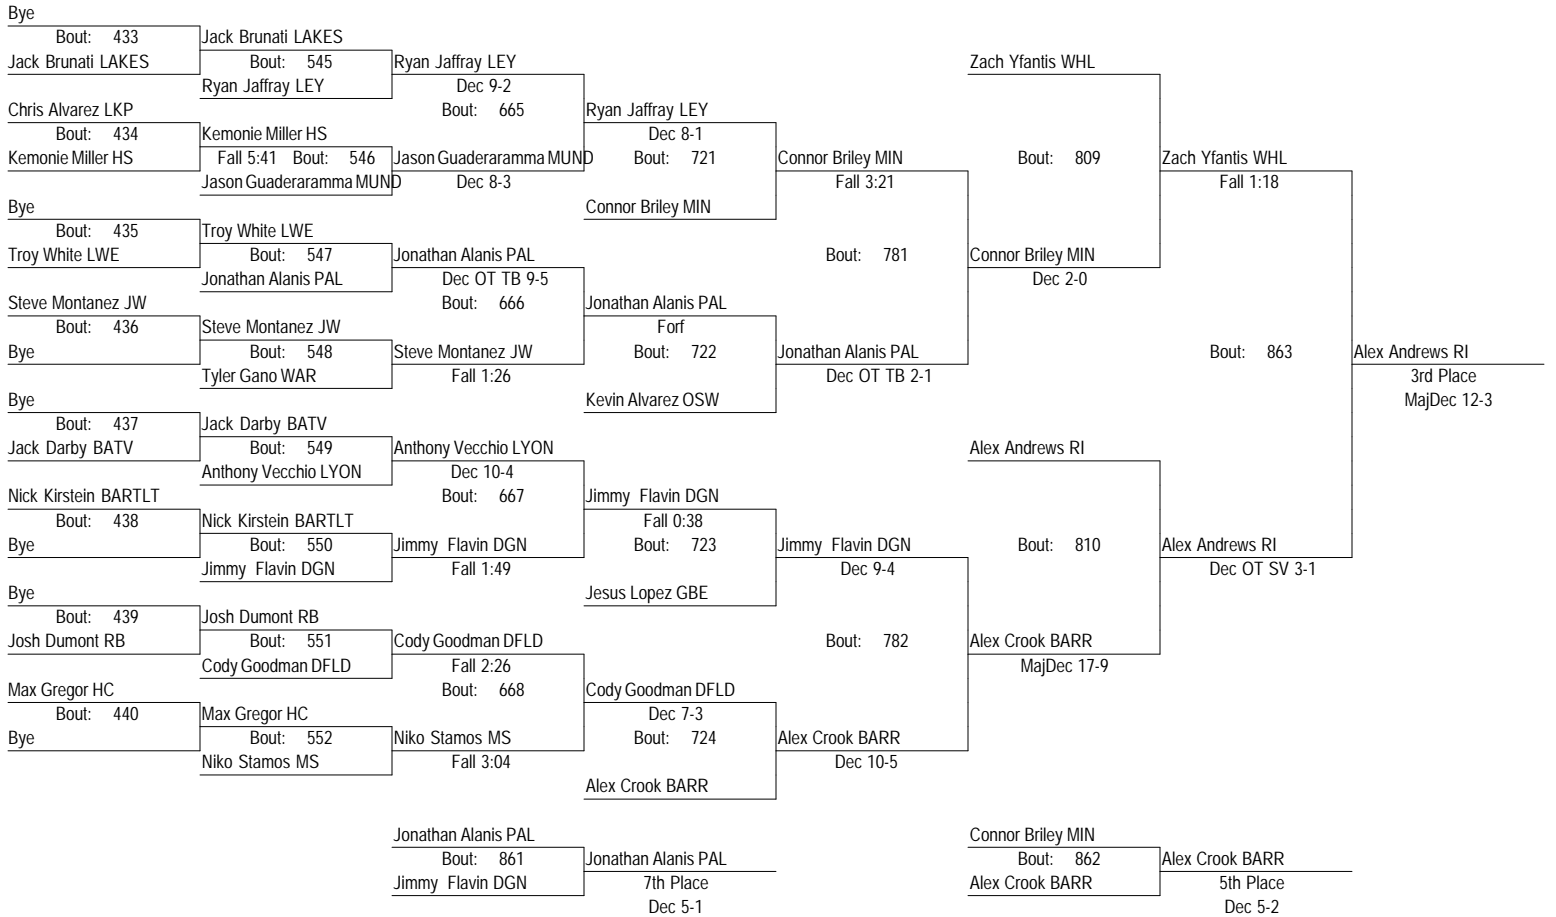 Bye
Bout: 433 Jack Brunati LAKES
Jack Brunati LAKES Bout: 545 Ryan Jaffray LEY Zach Yfantis WHL
Ryan Jaffray LEY Dec 9-2
Chris Alvarez LKP Bout: 665 Ryan Jaffray LEY
Bout: 434 Kemonie Miller HS Dec 8-1
Kemonie Miller HS Fall 5:41 Bout: 546 Jason Guaderaramma MUND Bout: 721 Connor Briley MIN Bout: 809 Zach Yfantis WHL
Jason Guaderaramma MUND Dec 8-3 Fall 3:21 Fall 1:18
Bye Connor Briley MIN
Bout: 435 Troy White LWE
Troy White LWE Bout: 547 Jonathan Alanis PAL Bout: 781 Connor Briley MIN
Jonathan Alanis PAL Dec OT TB 9-5 Dec 2-0
Steve Montanez JW Bout: 666 Jonathan Alanis PAL
Bout: 436 Steve Montanez JW Forf
Bye Bout: 548 Steve Montanez JW Bout: 722 Jonathan Alanis PAL Bout: 863 Alex Andrews RI
Tyler Gano WAR Fall 1:26 Dec OT TB 2-1 3rd Place
Bye Kevin Alvarez OSW MajDec 12-3
Bout: 437 Jack Darby BATV
Jack Darby BATV Bout: 549 Anthony Vecchio LYON Alex Andrews RI
Anthony Vecchio LYON Dec 10-4
Nick Kirstein BARTLT Bout: 667 Jimmy Flavin DGN
Bout: 438 Nick Kirstein BARTLT Fall 0:38
Bye Bout: 550 Jimmy Flavin DGN Bout: 723 Jimmy Flavin DGN Bout: 810 Alex Andrews RI
Jimmy Flavin DGN Fall 1:49 Dec 9-4 Dec OT SV 3-1
Bye Jesus Lopez GBE
Bout: 439 Josh Dumont RB
Josh Dumont RB Bout: 551 Cody Goodman DFLD Bout: 782 Alex Crook BARR
Cody Goodman DFLD Fall 2:26 MajDec 17-9
Max Gregor HC Bout: 668 Cody Goodman DFLD
Bout: 440 Max Gregor HC Dec 7-3
Bye Bout: 552 Niko Stamos MS Bout: 724 Alex Crook BARR
Niko Stamos MS Fall 3:04 Dec 10-5
Alex Crook BARR
Jonathan Alanis PAL Connor Briley MIN
Bout: 861 Jonathan Alanis PAL Bout: 862 Alex Crook BARR
Jimmy Flavin DGN 7th Place Alex Crook BARR 5th Place
Dec 5-1 Dec 5-2